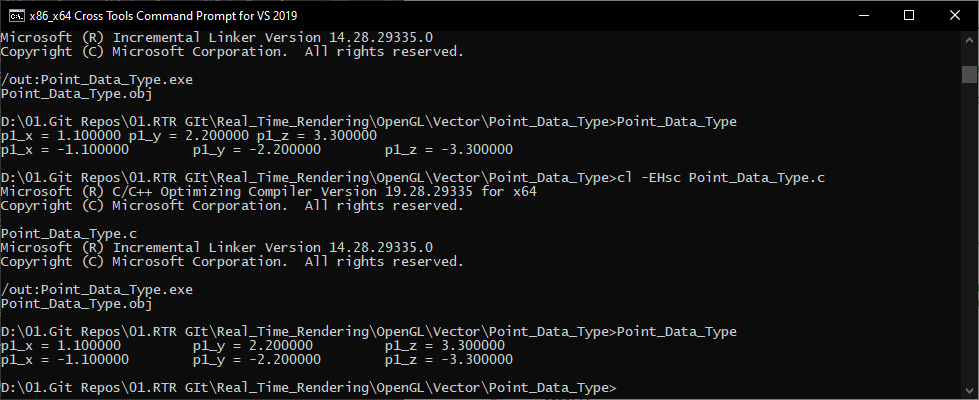 x86_x64 Cross Tools Command Prompt for VS 2019
Microsoft (R) Incremental Linker Version 14.28.29335.0
Copyright (C) Microsoft Corporation.  All rights reserved.

/out:Point_Data_Type.exe
Point_Data_Type.obj

D:\01.Git Repos\01.RTR GIt\Real_Time_Rendering\OpenGL\Vector\Point_Data_Type>Point_Data_Type
p1_x = 1.100000 p1_y = 2.200000 p1_z = 3.300000
p1_x = -1.100000        p1_y = -2.200000        p1_z = -3.300000

D:\01.Git Repos\01.RTR GIt\Real_Time_Rendering\OpenGL\Vector\Point_Data_Type>cl -EHsc Point_Data_Type.c
Microsoft (R) C/C++ Optimizing Compiler Version 19.28.29335 for x64
Copyright (C) Microsoft Corporation.  All rights reserved.

Point_Data_Type.c
Microsoft (R) Incremental Linker Version 14.28.29335.0
Copyright (C) Microsoft Corporation.  All rights reserved.

/out:Point_Data_Type.exe
Point_Data_Type.obj

D:\01.Git Repos\01.RTR GIt\Real_Time_Rendering\OpenGL\Vector\Point_Data_Type>Point_Data_Type
p1_x = 1.100000         p1_y = 2.200000         p1_z = 3.300000
p1_x = -1.100000        p1_y = -2.200000        p1_z = -3.300000

D:\01.Git Repos\01.RTR GIt\Real_Time_Rendering\OpenGL\Vector\Point_Data_Type>